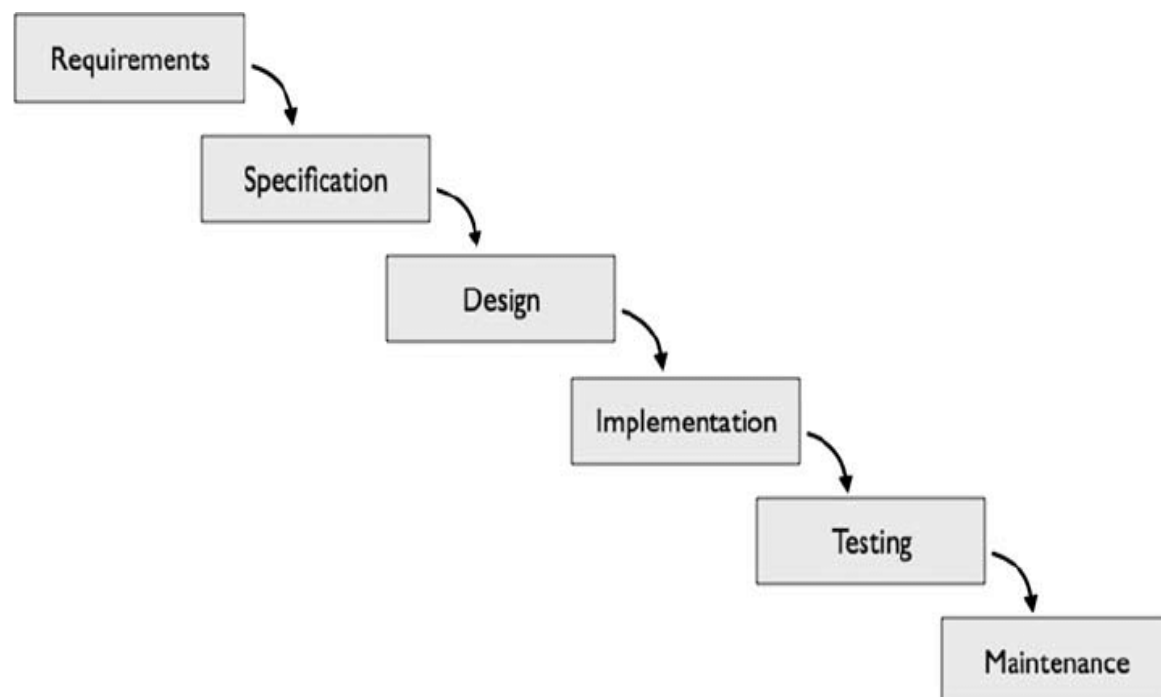 Requirements
Specification
Design
Implementation
Testing
Maintenance